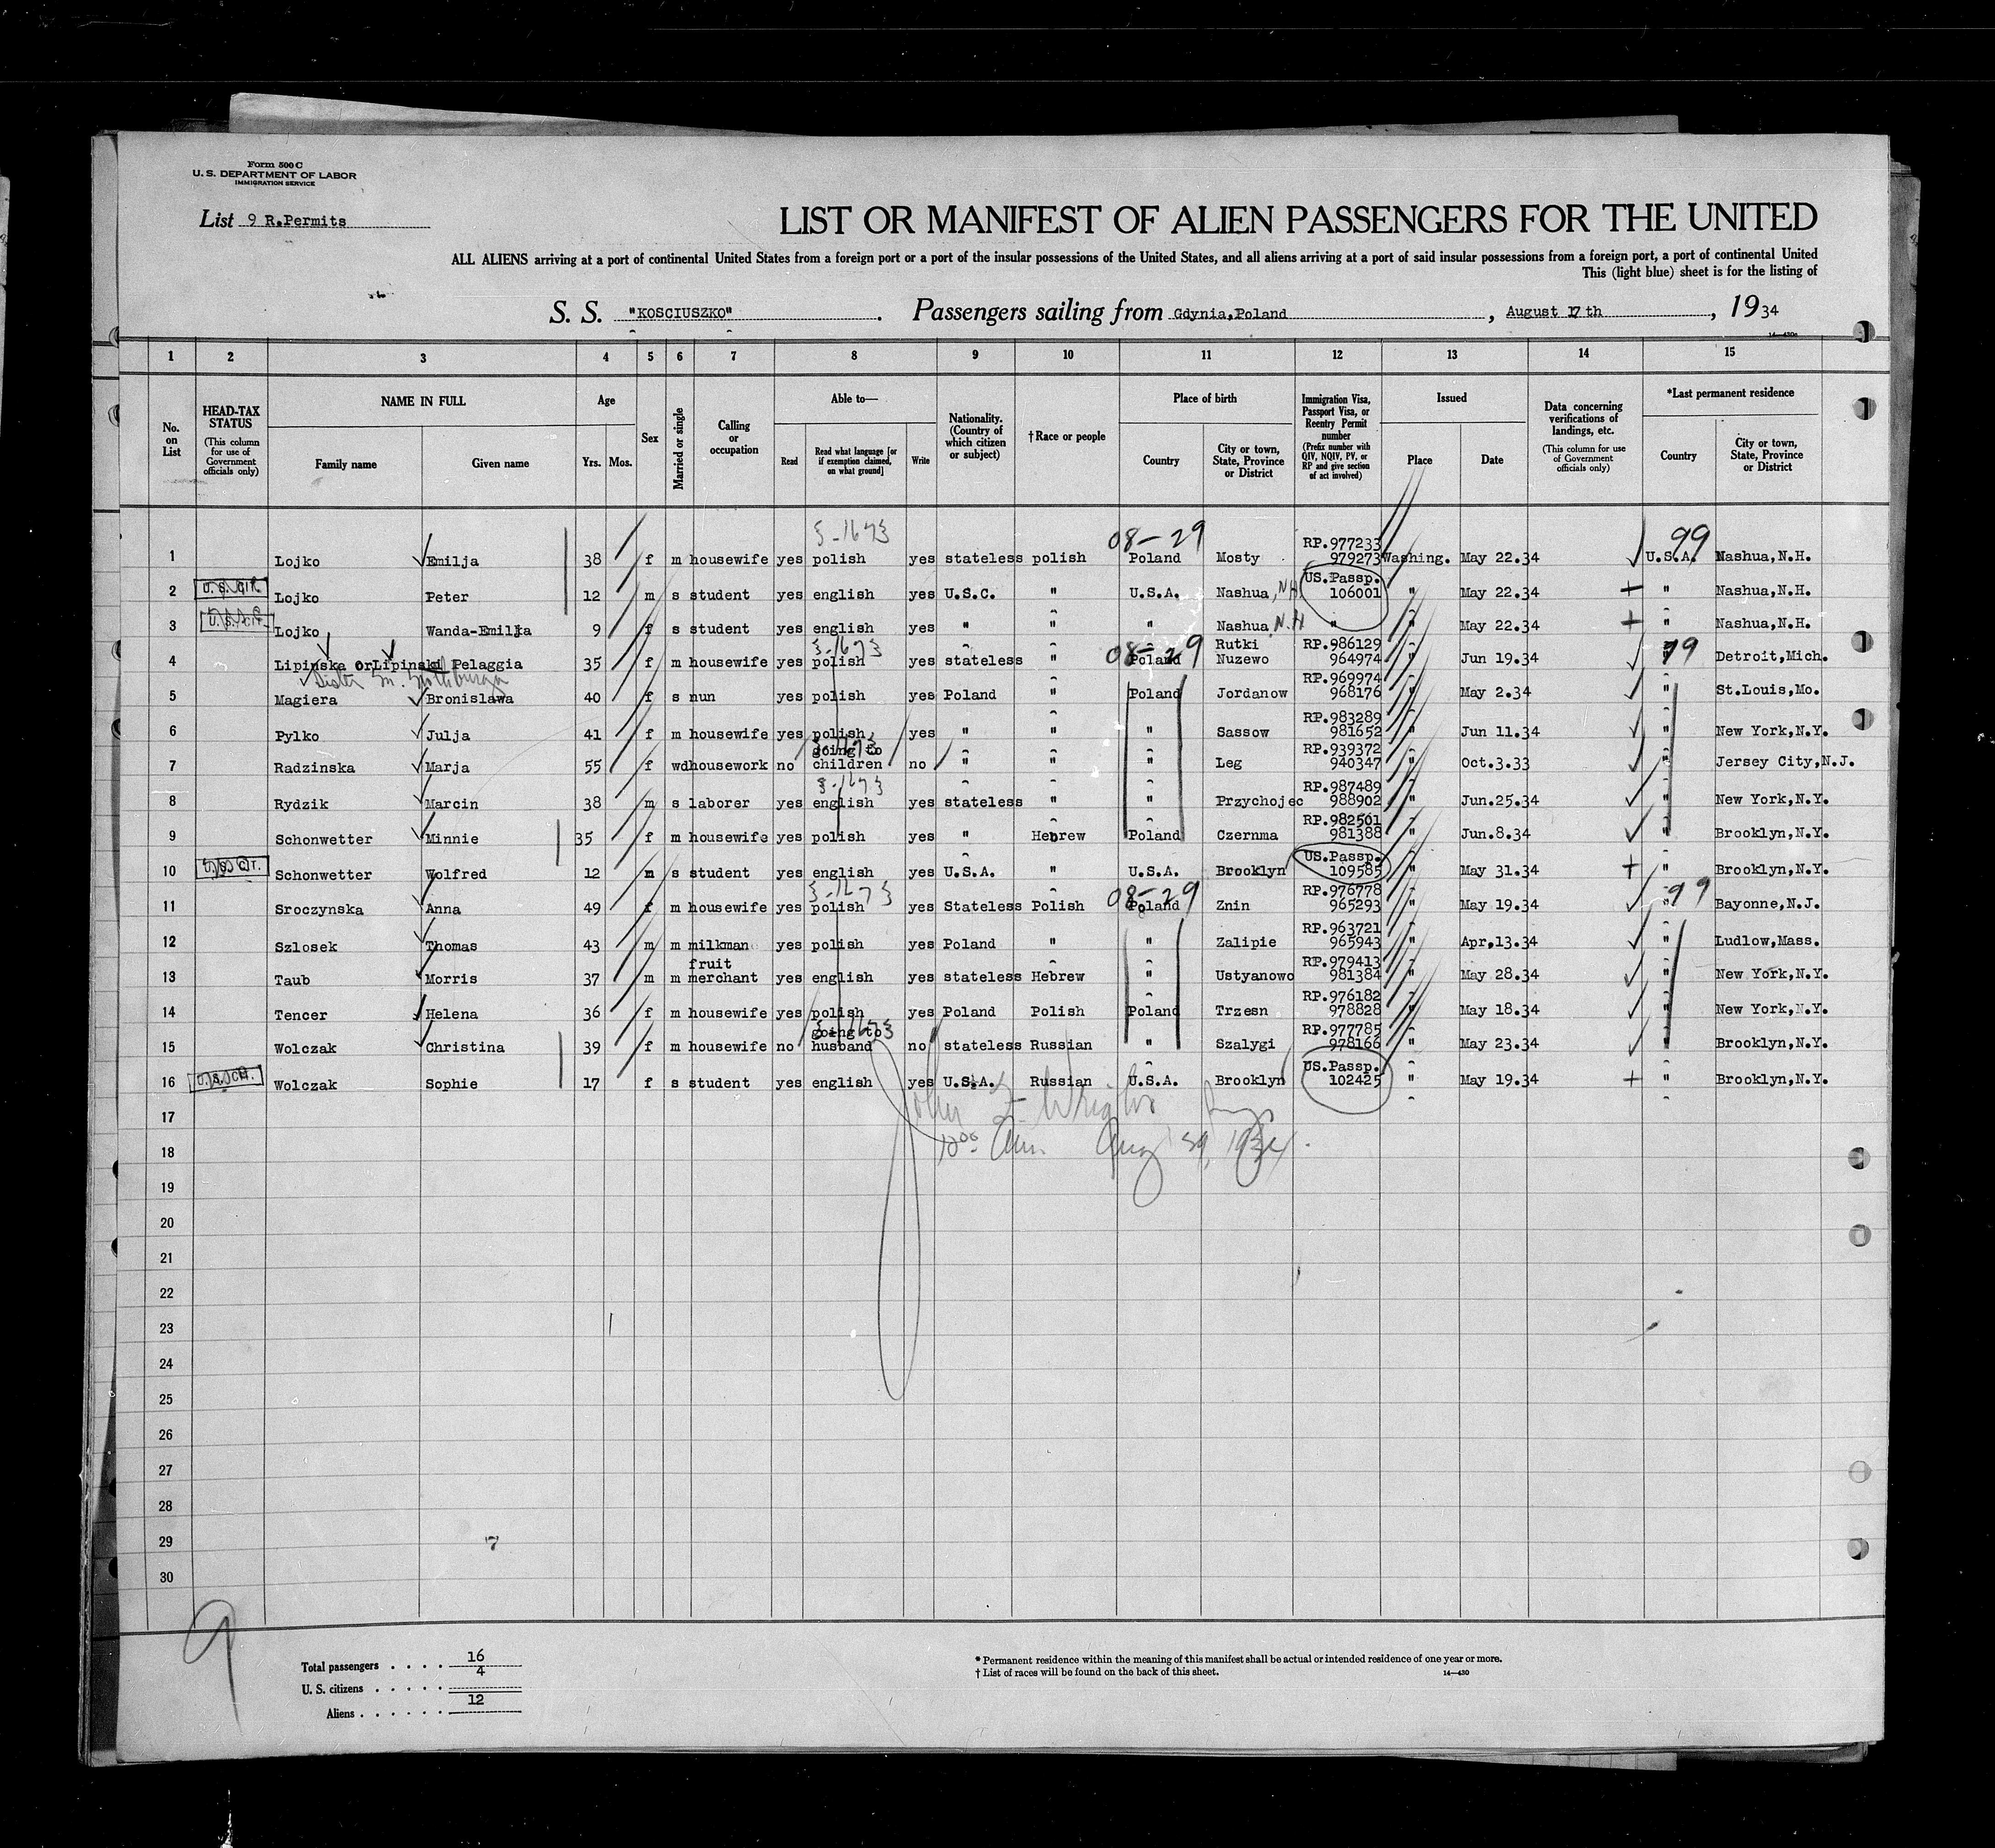 Form 500 C
U. S. DEPARTMENT OF LABOR
IMMIGRATION SERVICE
List 9 R.Permits
LIST OR MANIFEST OF ALIEN PASSENGERS FOR THE UNITED
ALL ALIENS arriving at a port of continental United States from a foreign port or a port of the insular possessions of the United States, and all aliens arriving at a port of said insular possessions from a foreign port, a port of continental United
This (light blue) sheet is for the listing of
S. S. "KOSCIUSZKO". Passengers sailing from Gdynia,Poland, August 17th, 1934
14—430a
1 2 3 4 5 6 7 8 9 10 11 12 13 14 15
No. on List
HEAD-TAX STATUS (This column for use of Government officials only)
NAME IN FULL
Family name Given name
Age Yrs. Mos.
Sex
Married or single
Calling or occupation
Able to—
Read Read what language [or if exemption claimed, on what ground] Write
Nationality. (Country of which citizen or subject)
†Race or people
Place of birth
Country City or town, State, Province or District
Immigration Visa, Passport Visa, or Reentry Permit number (Prefix number with QIV, NQIV, PV, or RP and give section of act involved)
Issued
Place Date
Data concerning verifications of landings, etc. (This column for use of Government officials only)
*Last permanent residence
Country City or town, State, Province or District
08-29 99
RP.977233
1 Lojko Emilja 38 f m housewife yes polish yes stateless polish Poland Mosty 979273 Washing. May 22.34 U.S.A. Nashua,N.H.
US.Passp.
2 U.S. CIT Lojko Peter 12 m s student yes english yes U.S.C. " U.S.A. Nashua, NH 106001 " May 22.34 " Nashua,N.H.
3 U.S. CIT Lojko Wanda-Emilja 9 f s student yes english yes " " " Nashua N.H " " May 22.34 " Nashua,N.H.
08-29 Rutki RP.986129 99
4 Lipinska orLipinski Pelaggia 35 f m housewife yes polish yes stateless " Poland Nuzewo 964974 " Jun 19.34 " Detroit,Mich.
Sister M.
RP.969974
5 Magiera Bronislawa 40 f s nun yes polish yes Poland " Poland Jordanow 968176 " May 2.34 " St.Louis,Mo.
RP.983289
6 Pylko Julja 41 f m housewife yes polish yes " " " Sassow 981652 " Jun 11.34 " New York,N.Y.
going to RP.939372
7 Radzinska Marja 55 f wd housework no children no " " " Leg 940347 " Oct.3.33 " Jersey City,N.J.
RP.987489
8 Rydzik Marcin 38 m s laborer yes english yes stateless " " Przychojec 988902 " Jun.25.34 " New York,N.Y.
RP.982501
9 Schonwetter Minnie 35 f m housewife yes polish yes " Hebrew Poland Czernma 981388 " Jun.8.34 " Brooklyn,N.Y.
US.Passp.
10 U.S. CIT. Schonwetter Wolfred 12 m s student yes english yes U.S.A. " U.S.A. Brooklyn 109585 " May 31.34 " Brooklyn,N.Y.
08-29 RP.976778 99
11 Sroczynska Anna 49 f m housewife yes polish yes Stateless Polish Poland Znin 965293 " May 19.34 " Bayonne,N.J.
RP.963721
12 Szlosek Thomas 43 m m milkman yes polish yes Poland " " Zalipie 965943 " Apr.13.34 " Ludlow,Mass.
fruit RP.979413
13 Taub Morris 37 m m merchant yes english yes stateless Hebrew " Ustyanowo 981384 " May 28.34 " New York,N.Y.
RP.976182
14 Tencer Helena 36 f m housewife yes polish yes Poland Polish Poland Trzesn 978828 " May 18.34 " New York,N.Y.
going to RP.977785
15 Wolczak Christina 39 f m housewife no husband no stateless Russian " Szalygi 978166 " May 23.34 " Brooklyn,N.Y.
US.Passp.
16 U.S. CIT. Wolczak Sophie 17 f s student yes english yes U.S.A. Russian U.S.A. Brooklyn 102425 " May 19.34 " Brooklyn,N.Y.
17
18 Aug 29, 1934.
19
20
21
22
23
24
25
26
27
28
29
30
9
Total passengers . . . . 16
4
U. S. citizens . . . . .
12
Aliens . . . . . .
* Permanent residence within the meaning of this manifest shall be actual or intended residence of one year or more.
† List of races will be found on the back of this sheet. 14—430